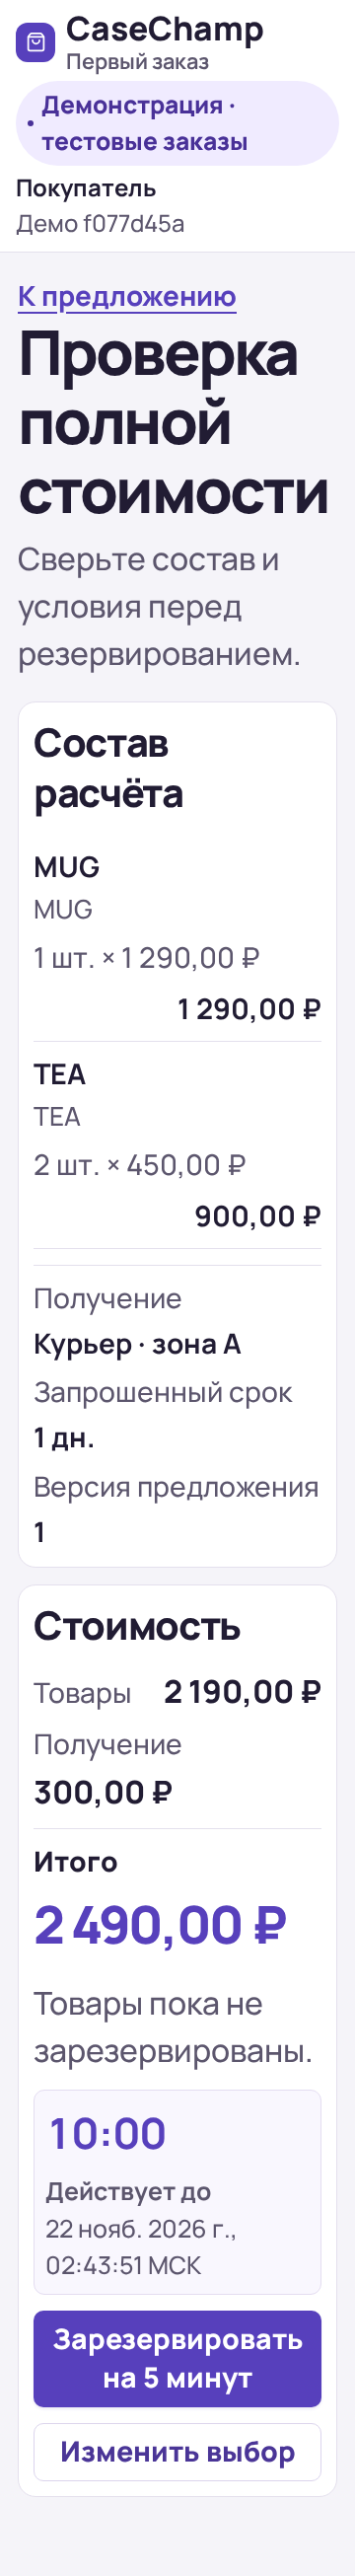 CaseChamp
Первый заказ
• Демонстрация ·
тестовые заказы
Покупатель
Демо f077d45a
К предложению
Проверка
полной
стоимости
Сверьте состав и
условия перед
резервированием.
Состав
расчёта
MUG
MUG
1 шт. × 1 290,00 ₽
1 290,00 ₽
TEA
TEA
2 шт. × 450,00 ₽
900,00 ₽
Получение
Курьер · зона A
Запрошенный срок
1 дн.
Версия предложения
1
Стоимость
Товары 2 190,00 ₽
Получение
300,00 ₽
Итого
2 490,00 ₽
Товары пока не
зарезервированы.
10:00
Действует до
22 нояб. 2026 г.,
02:43:51 МСК
Зарезервировать
на 5 минут
Изменить выбор